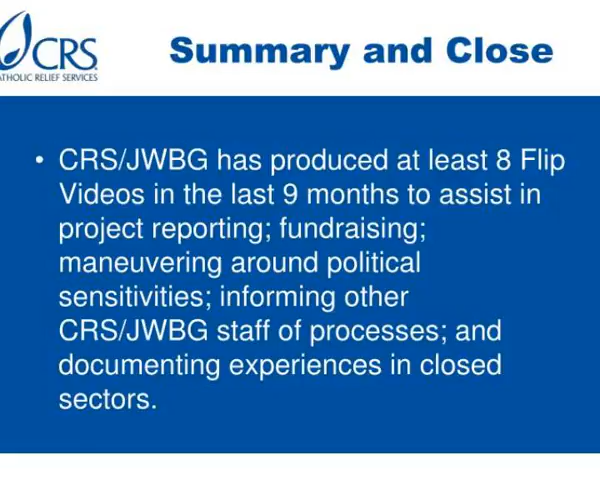 CRS
CATHOLIC RELIEF SERVICES
Summary and Close
• CRS/JWBG has produced at least 8 Flip
Videos in the last 9 months to assist in
project reporting; fundraising;
maneuvering around political
sensitivities; informing other
CRS/JWBG staff of processes; and
documenting experiences in closed
sectors.